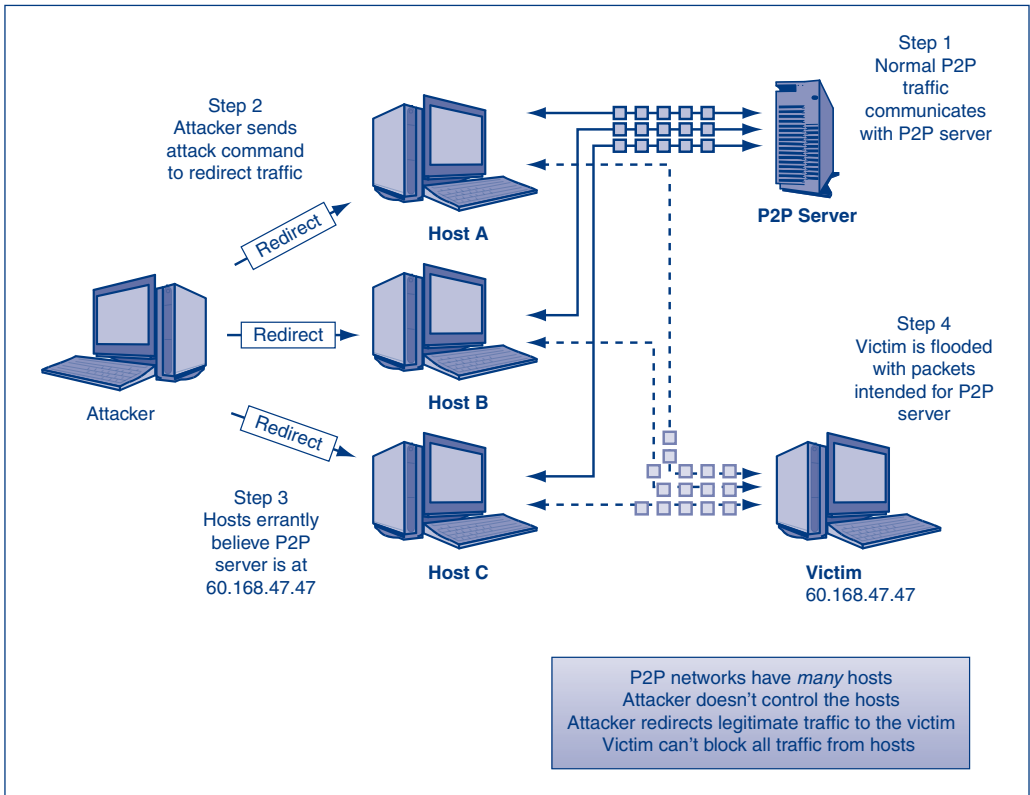 Step 1
Normal P2P
traffic
communicates
with P2P server
P2P Server
Step 2
Attacker sends
attack command
to redirect traffic
Redirect
Host A
Redirect
Host B
Attacker
Redirect
Host C
Step 3
Hosts errantly
believe P2P
server is at
60.168.47.47
Step 4
Victim is flooded
with packets
intended for P2P
server
Victim
60.168.47.47
P2P networks have many hosts
Attacker doesn't control the hosts
Attacker redirects legitimate traffic to the victim
Victim can't block all traffic from hosts